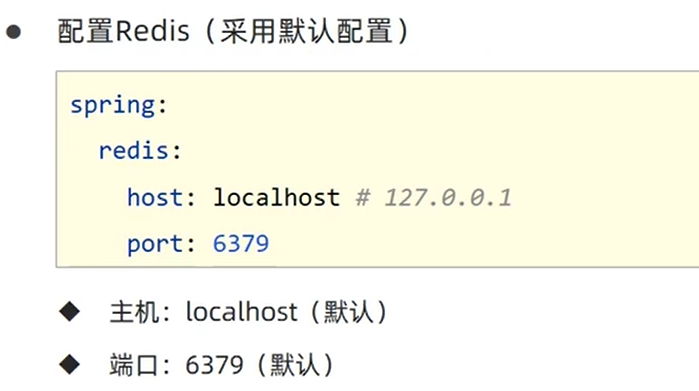 ● 配置Redis（采用默认配置）
spring:
  redis:
    host: localhost # 127.0.0.1
    port: 6379
◆ 主机：localhost（默认）
◆ 端口：6379（默认）